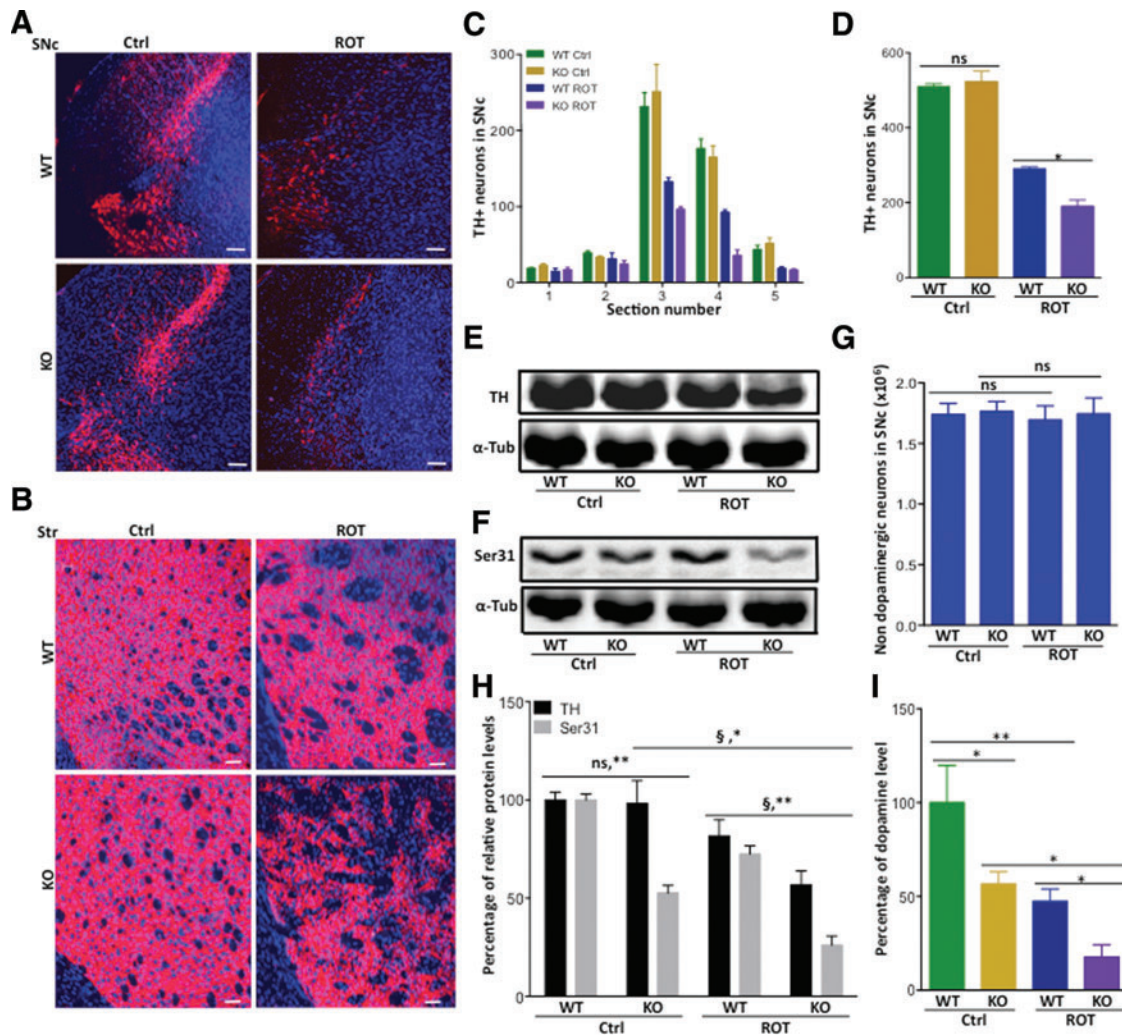 A
SNc
Ctrl
ROT
WT
KO
B
Str
Ctrl
ROT
WT
KO
C
TH+ neurons in SNc
300
200
100
0
WT Ctrl
KO Ctrl
WT ROT
KO ROT
1 2 3 4 5
Section number
D
TH+ neurons in SNc
600
400
200
0
ns
*
WT KO WT KO
Ctrl ROT
E
TH
α-Tub
WT KO WT KO
Ctrl ROT
F
Ser31
α-Tub
WT KO WT KO
Ctrl ROT
G
Non dopaminergic neurons in SNc (x10⁶)
2.0
1.8
1.2
0.6
0.0
ns
ns
WT KO WT KO
Ctrl ROT
H
Percentage of relative protein levels
150
100
50
0
TH
Ser31
§,*
ns,**
§,**
WT KO WT KO
Ctrl ROT
I
Percentage of dopamine level
150
100
50
0
**
*
*
*
WT KO WT KO
Ctrl ROT